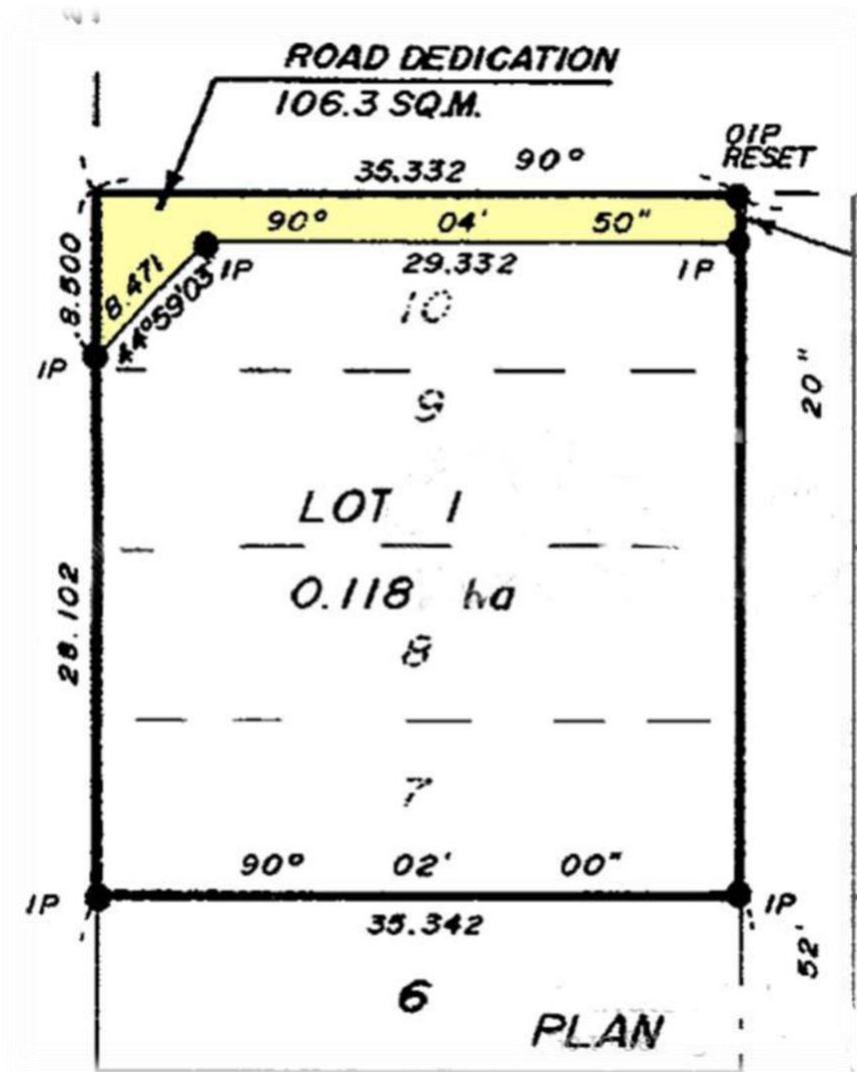 ROAD DEDICATION
106.3 SQ.M.
OIP
RESET
35.332 90°
90° 04' 50"
8.500
8.471
44°59'03"
IP
29.332
IP
10
IP
20"
9
LOT 1
0.118 ha
28.102
8
7
90° 02' 00"
IP
35.342
IP
52'
6
PLAN